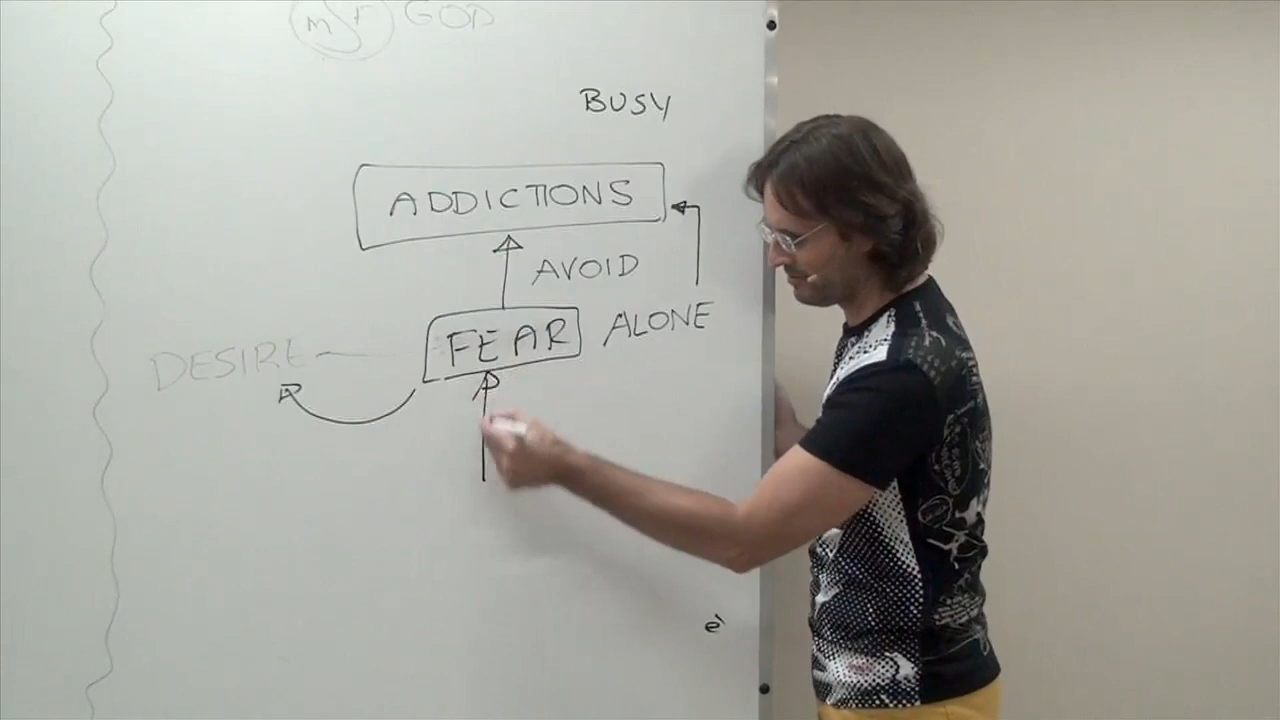 GOD
BUSY
ADDICTIONS
AVOID
FEAR
ALONE
DESIRE
è